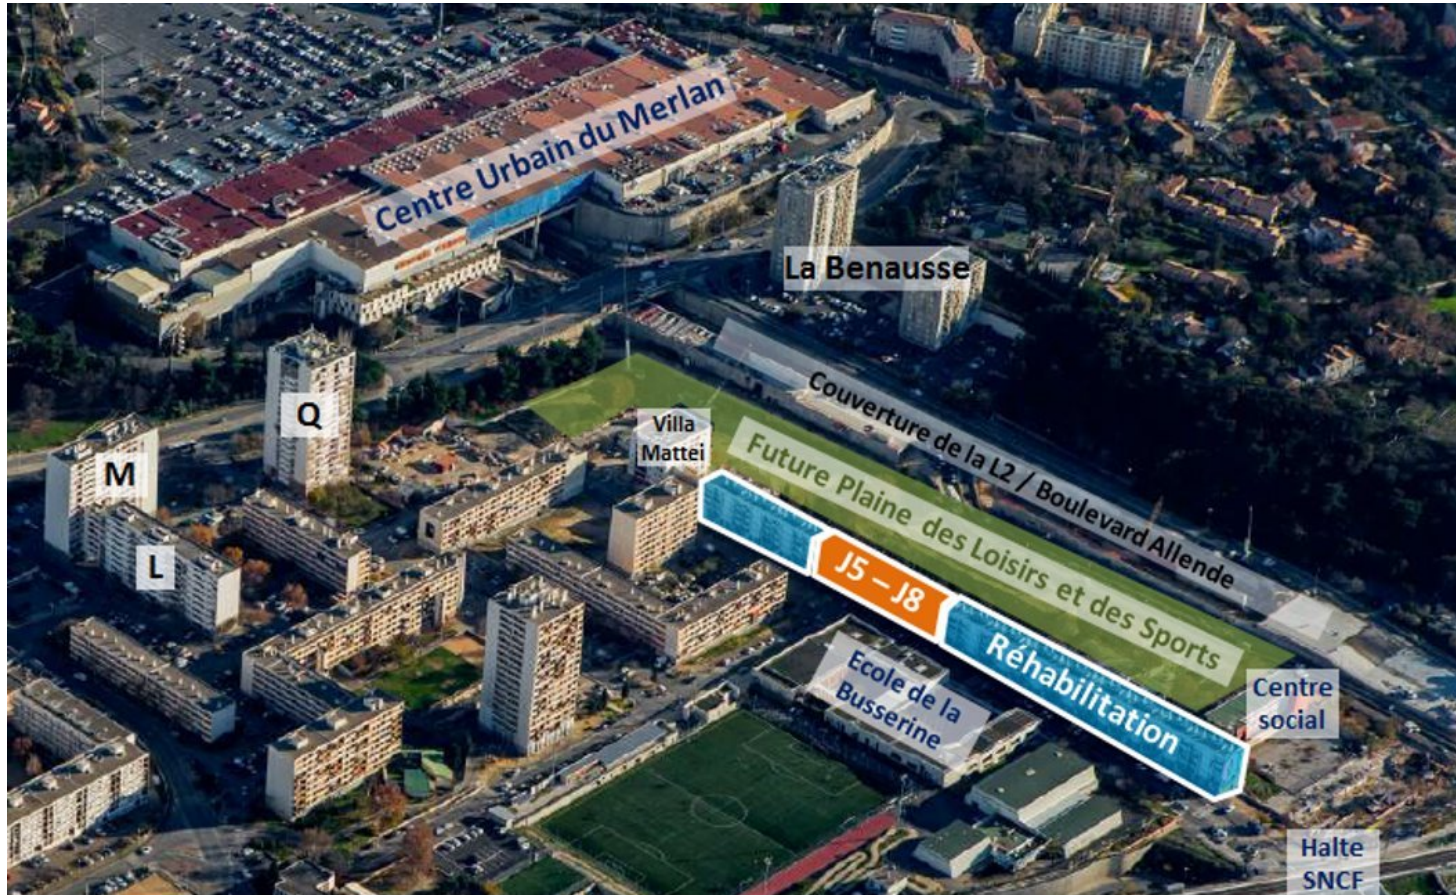 Centre Urbain du Merlan
La Benausse
Q
Villa
Mattei
M
L
Couverture de la L2 / Boulevard Allende
Future Plaine des Loisirs et des Sports
J5 – J8
Réhabilitation
Ecole de la
Busserine
Centre
social
Halte
SNCF